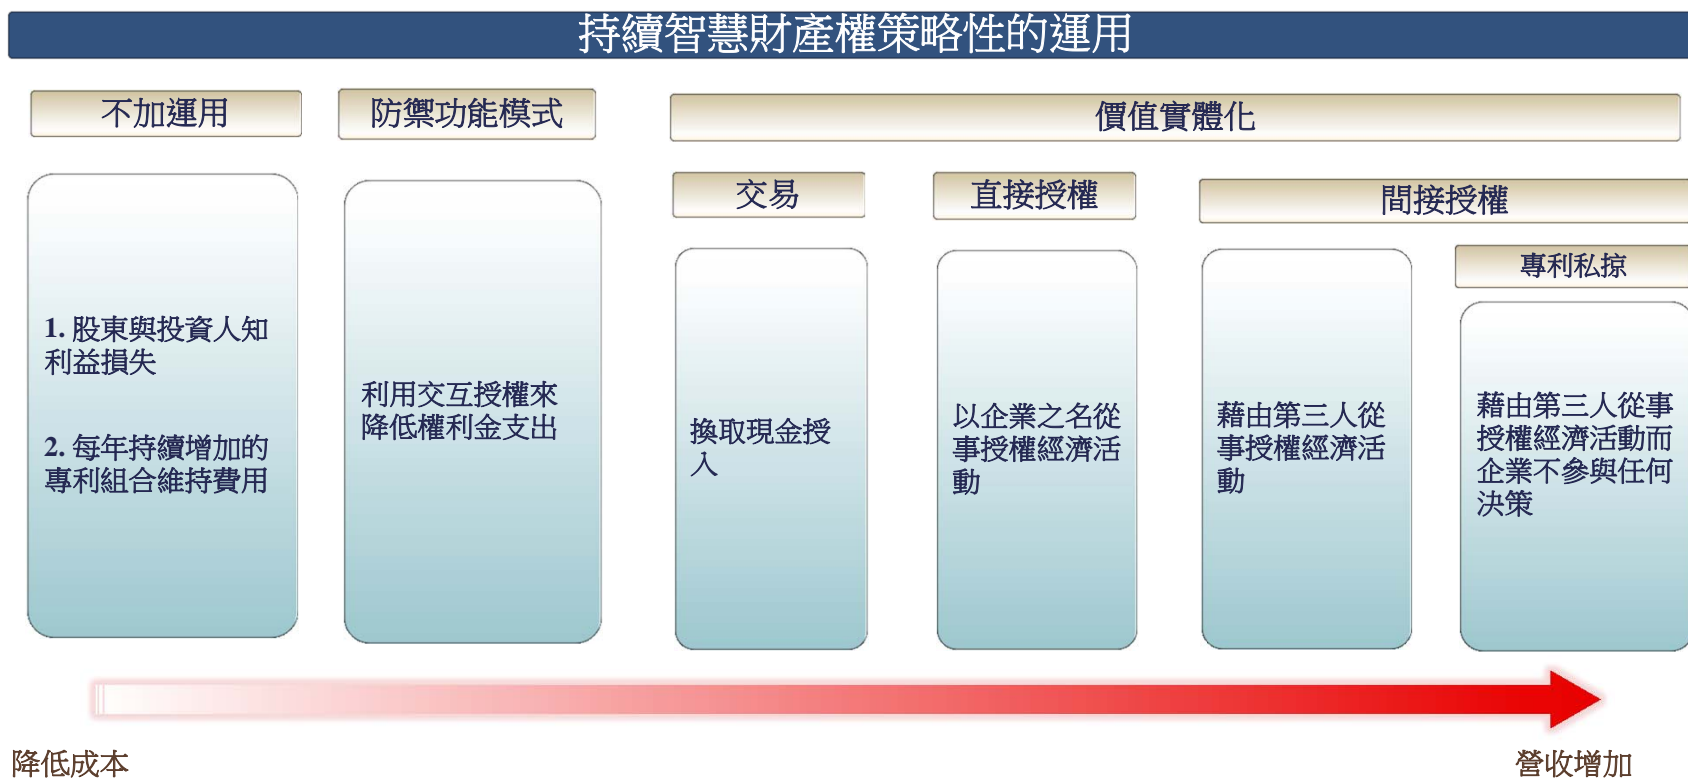 持續智慧財產權策略性的運用
不加運用
防禦功能模式
價值實體化
交易
直接授權
間接授權
專利私掠
1. 股東與投資人知
利益損失
2. 每年持續增加的
專利組合維持費用
利用交互授權來
降低權利金支出
換取現金授
入
以企業之名從
事授權經濟活
動
藉由第三人從
事授權經濟活
動
藉由第三人從事
授權經濟活動而
企業不參與任何
決策
降低成本
營收增加